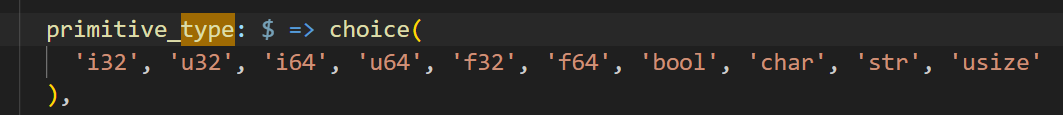 primitive_type: $ => choice(
'i32', 'u32', 'i64', 'u64', 'f32', 'f64', 'bool', 'char', 'str', 'usize'
),